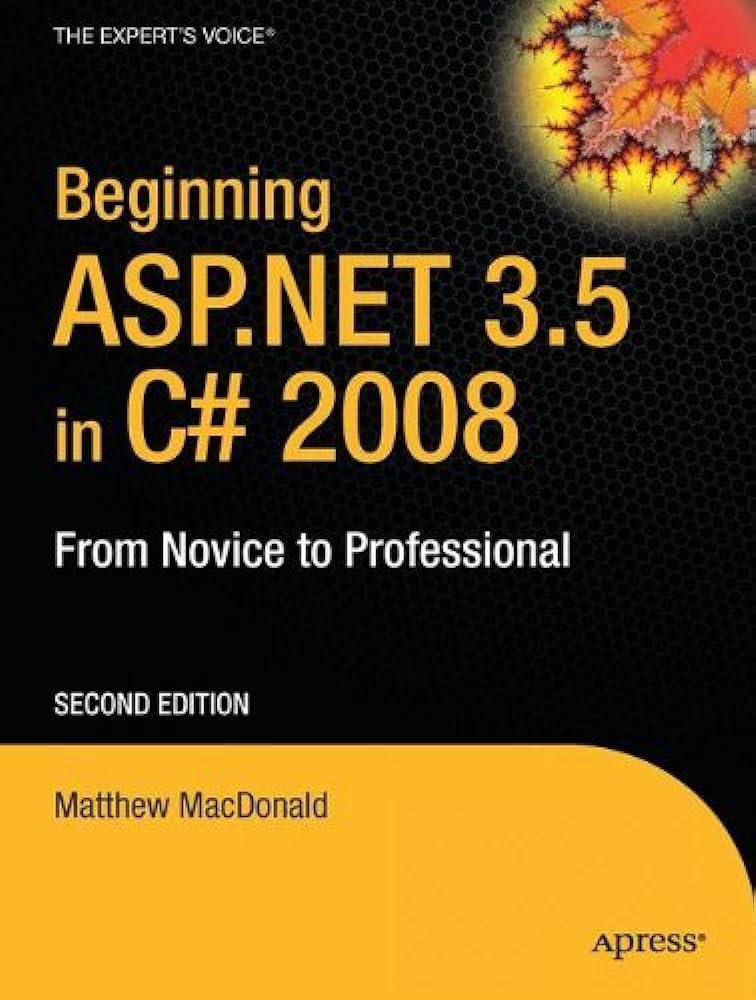 THE EXPERT'S VOICE®
Beginning
ASP.NET 3.5
in C# 2008
From Novice to Professional
SECOND EDITION
Matthew MacDonald
Apress®